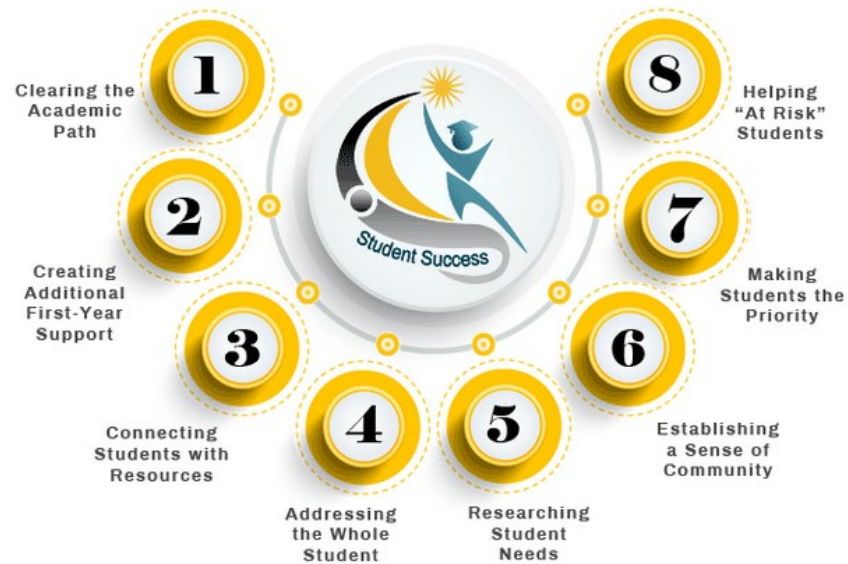 1
Clearing the
Academic
Path
2
Creating
Additional
First-Year
Support
3
Connecting
Students with
Resources
4
Addressing
the Whole
Student
5
Researching
Student
Needs
6
Establishing
a Sense of
Community
7
Making
Students the
Priority
8
Helping
“At Risk”
Students
Student Success